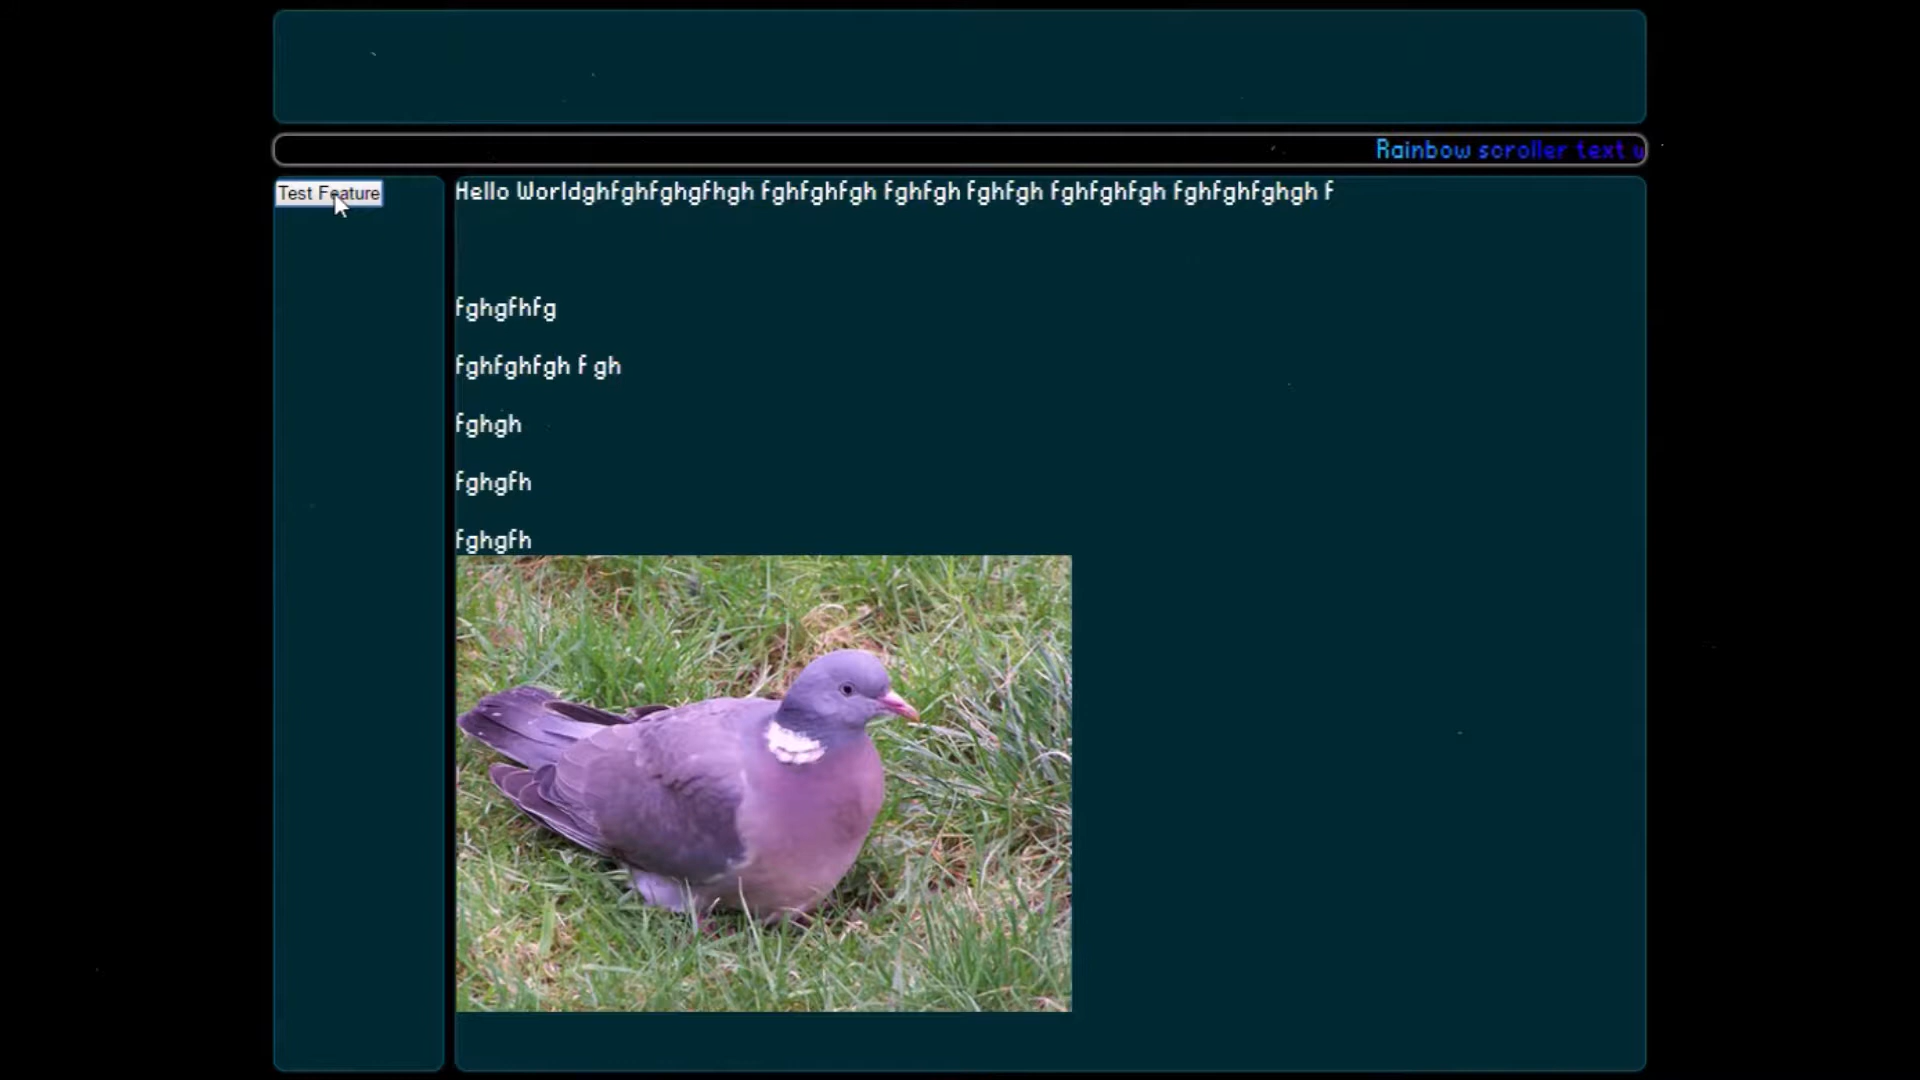 Rainbow scroller text
Test Feature
Hello Worldghfghfghgfhgh fghfghfgh fghfgh fghfgh fghfghfgh fghfghfghgh f
fghgfhfg
fghfghfgh f gh
fghgh
fghgfh
fghgfh